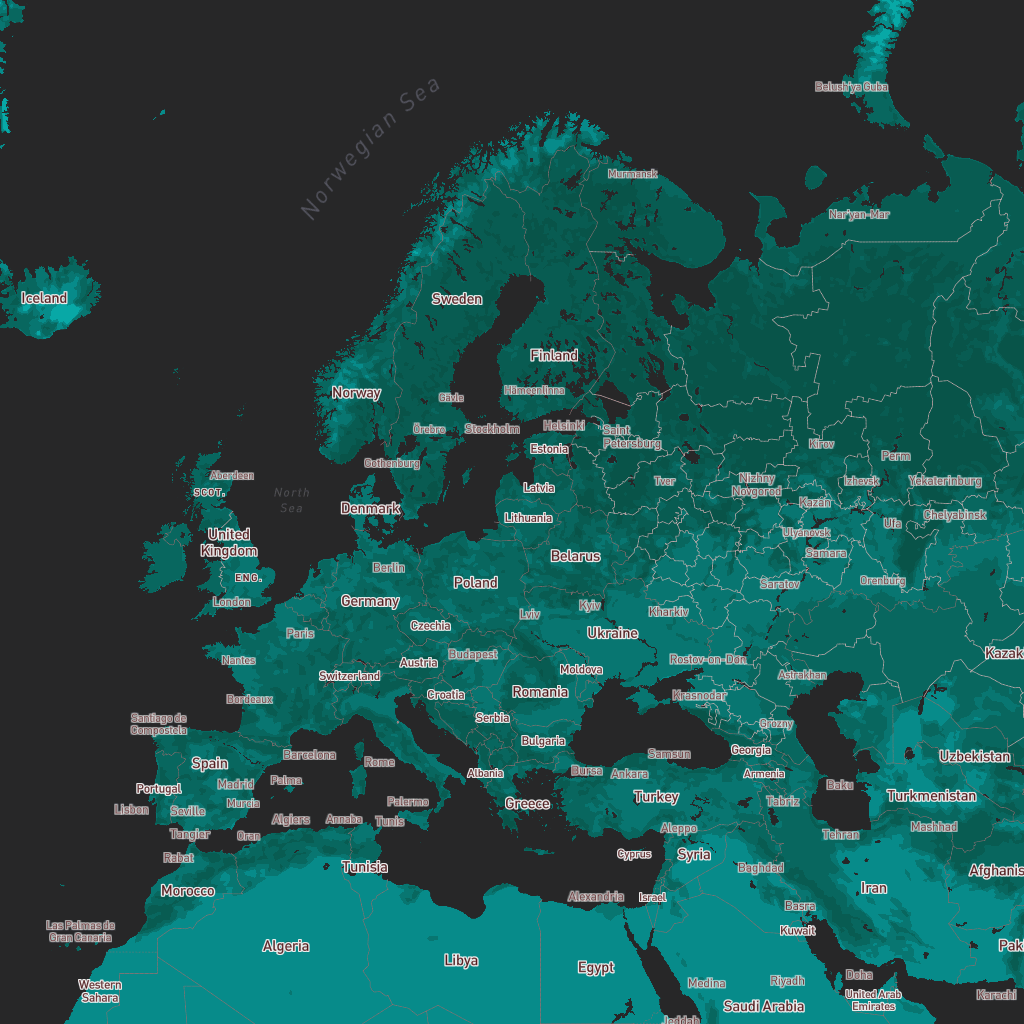 Norwegian Sea
Belush'ya Guba
Murmansk
Nar'yan-Mar
Iceland
Sweden
Finland
Norway
Hämeenlinna
Gävle
Örebro
Stockholm
Helsinki
Saint
Petersburg
Estonia
Kirov
Perm
Gothenburg
Aberdeen
SCOT.
North
Sea
Denmark
Latvia
Lithuania
Tver
Nizhny
Novgorod
Izhevsk
Yekaterinburg
Kazan
Chelyabinsk
Ufa
Ulyanovsk
Samara
United
Kingdom
ENG.
London
Berlin
Poland
Belarus
Saratov
Orenburg
Germany
Lviv
Kyiv
Kharkiv
Paris
Czechia
Ukraine
Nantes
Austria
Budapest
Switzerland
Moldova
Rostov-on-Don
Astrakhan
Kazak
Bordeaux
Croatia
Romania
Krasnodar
Santiago de
Compostela
Serbia
Grozny
Spain
Barcelona
Rome
Bulgaria
Samsun
Georgia
Uzbekistan
Portugal
Madrid
Palma
Albania
Bursa
Ankara
Armenia
Baku
Lisbon
Seville
Murcia
Palermo
Greece
Turkey
Tabriz
Turkmenistan
Tangier
Oran
Algiers
Annaba
Tunis
Aleppo
Tehran
Mashhad
Rabat
Morocco
Tunisia
Cyprus
Syria
Baghdad
Iran
Afghanis
Alexandria
Israel
Basra
Kuwait
Las Palmas de
Gran Canaria
Algeria
Libya
Egypt
Pak
Western
Sahara
Medina
Riyadh
Doha
Saudi Arabia
United Arab
Emirates
Karachi
Jeddah